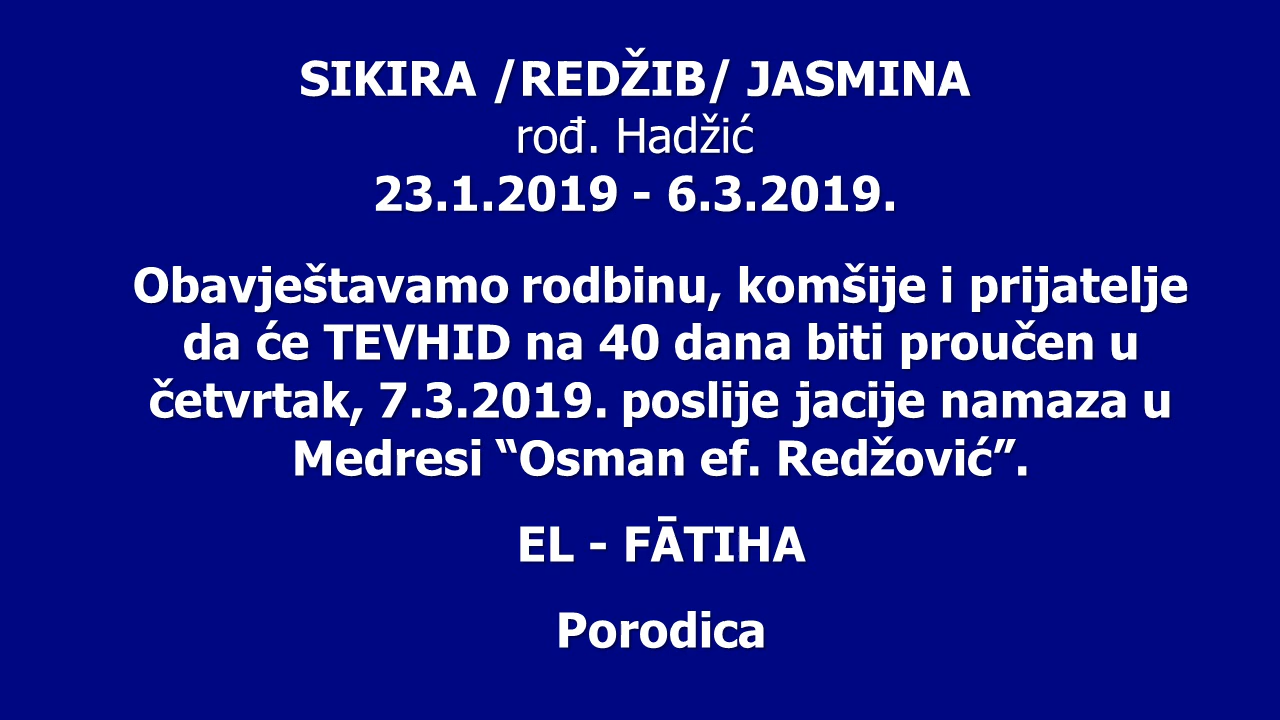 SIKIRA /REDŽIB/ JASMINA
rođ. Hadžić
23.1.2019 - 6.3.2019.
Obavještavamo rodbinu, komšije i prijatelje
da će TEVHID na 40 dana biti proučen u
četvrtak, 7.3.2019. poslije jacije namaza u
Medresi “Osman ef. Redžović”.
EL - FĀTIHA
Porodica